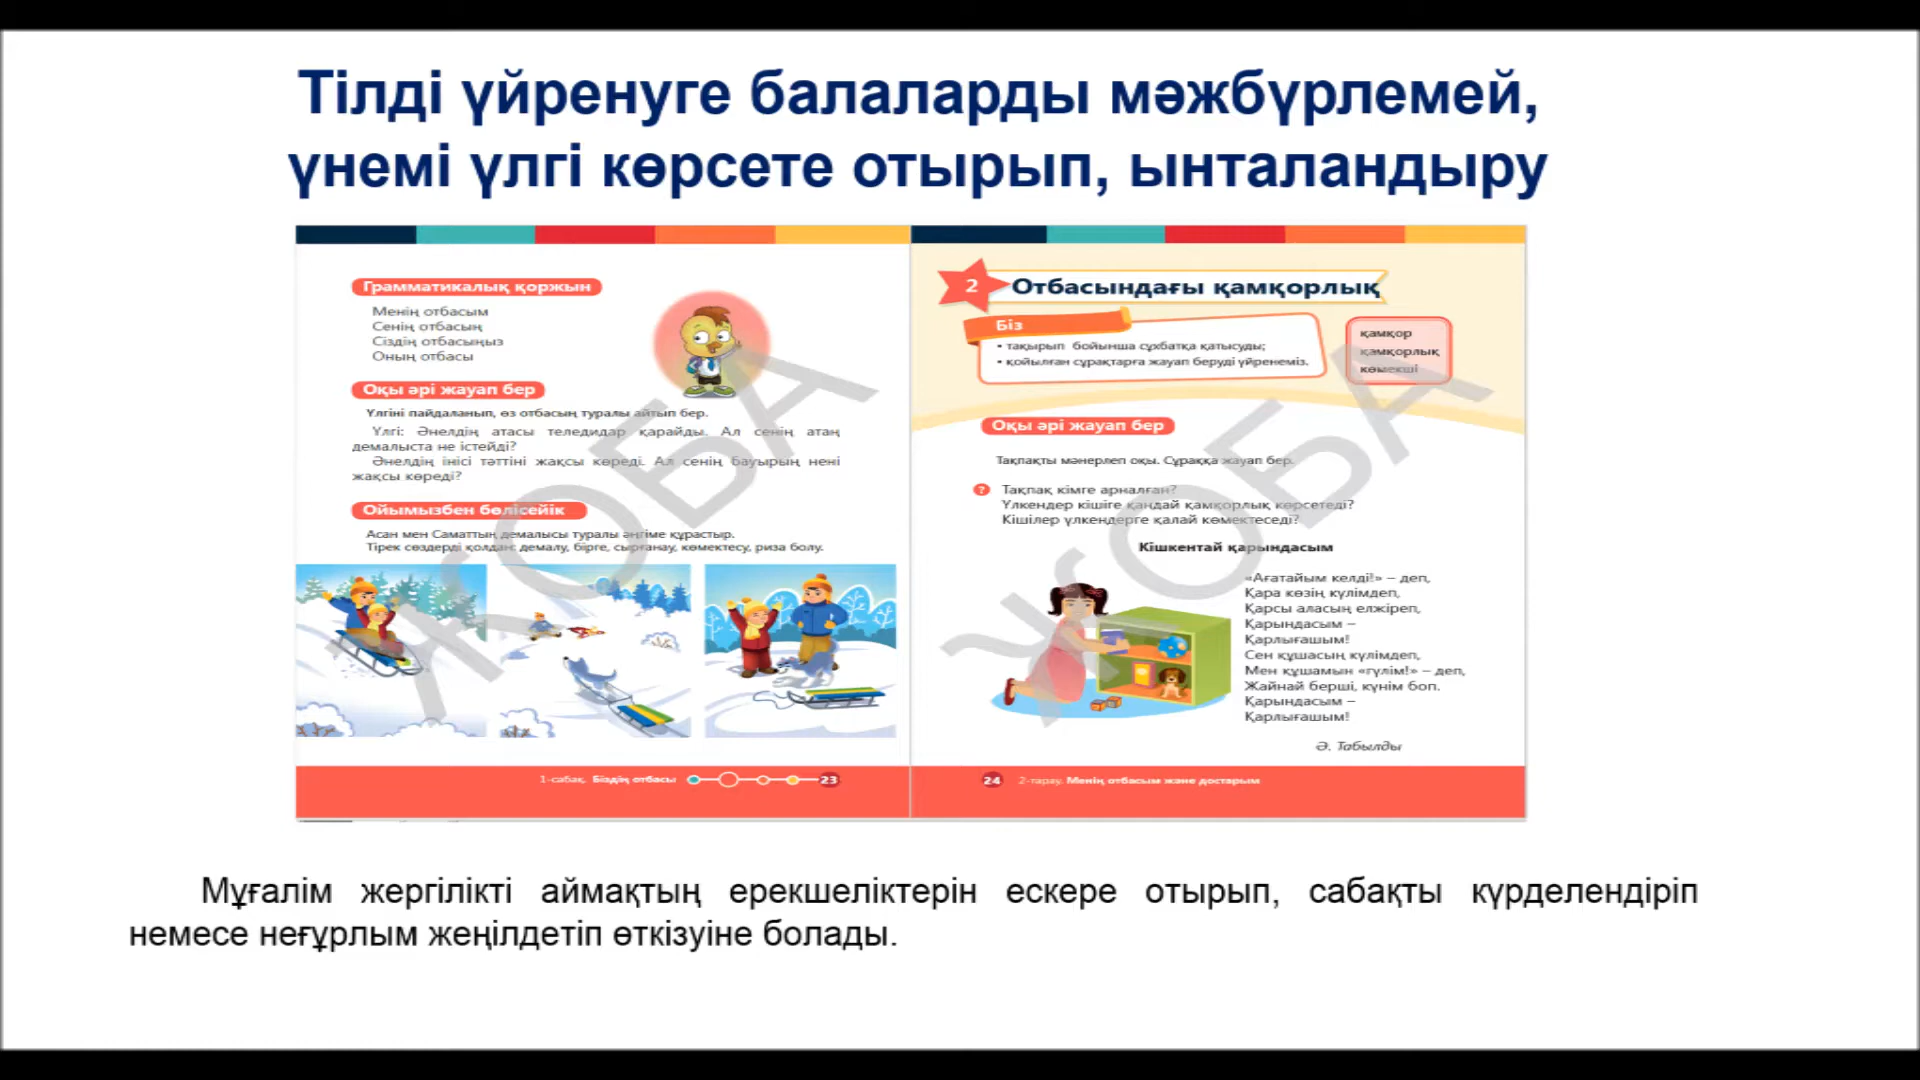 Тілді үйренуге балаларды мәжбүрлемей,
үнемі үлгі көрсете отырып, ынталандыру
Грамматикалық қоржын
Менің отбасым
Сенің отбасың
Сіздің отбасыңыз
Оның отбасы
Оқы әрі жауап бер
Үлгіні пайдаланып, өз отбасың туралы айтып бер.
Үлгі: Әнелдің атасы теледидар қарайды. Ал сенің атаң
демалыста не істейді?
Әнелдің інісі тәттіні жақсы көреді. Ал сенің бауырың нені
жақсы көреді?
Ойымызбен бөлісейік
Асан мен Саматтың демалысы туралы әңгіме құрастыр.
Тірек сөздерді қолдан: демалу, бірге, сырғанау, көмектесу, риза болу.
1-сабақ. Біздің отбасы 23
ЖОБА
2 Отбасындағы қамқорлық
Біз
• тақырып бойынша сұхбатқа қатысуды;
• қойылған сұрақтарға жауап беруді үйренеміз.
қамқор
қамқорлық
көмекші
Оқы әрі жауап бер
Тақпақты мәнерлеп оқы. Сұраққа жауап бер.
? Тақпақ кімге арналған?
Үлкендер кішіге қандай қамқорлық көрсетеді?
Кішілер үлкендерге қалай көмектеседі?
Кішкентай қарындасым
«Ағатайым келді!» – деп,
Қара көзің күлімдеп,
Қарсы аласың елжіреп,
Қарындасым –
Қарлығашым!
Сен құшасың күлімдеп,
Мен құшамын «гүлім!» – деп,
Жайнай берші, күнім боп.
Қарындасым –
Қарлығашым!
Ә. Табылды
24 2-тарау. Менің отбасым және достарым
ЖОБА
Мұғалім жергілікті аймақтың ерекшеліктерін ескере отырып, сабақты күрделендіріп
немесе неғұрлым жеңілдетіп өткізуіне болады.